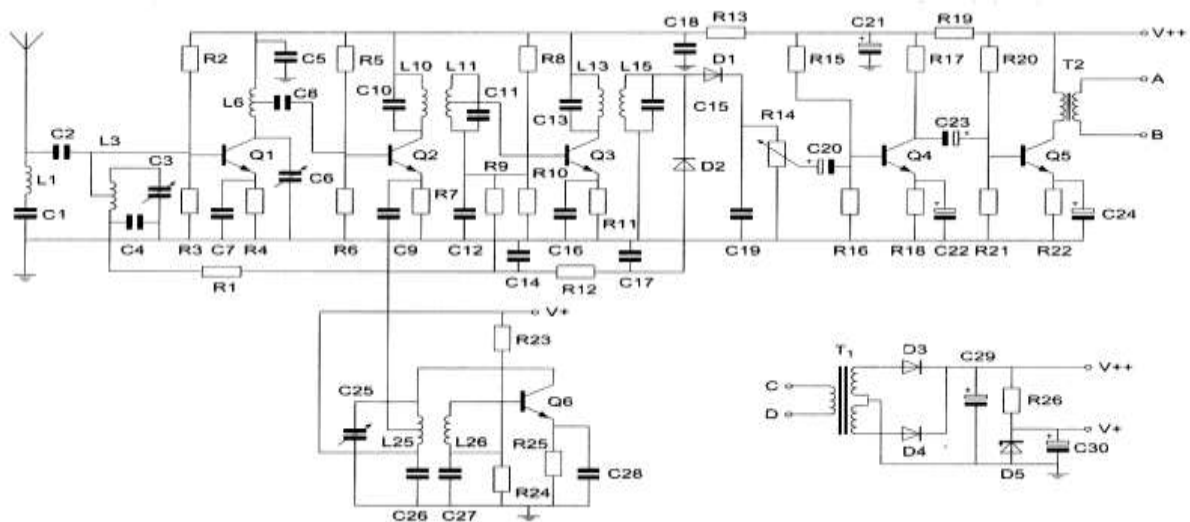 C18 R13 C21 R19
V++
R2 C5 R5 L10 L11 R8 L13 L15 D1 R15 R17 R20 T2
A
L6 C8 C10 C11 C13 C15 R14 C23
B
C2 L3 C3 Q1 Q2 R9 Q3 D2 C20 Q4 Q5
L1 C6 R7 R10
C1 R11
C4 R3 C7 R4 R6 C9 C12 C16 C19 R16 R18 C22 R21 R22 C24
R1 C14 R12 C17
V+
R23
T1 D3 C29 V++
C25 Q6 C
R26
D V+
L25 L26 R25 D4 C30
C28 D5
R24
C26 C27